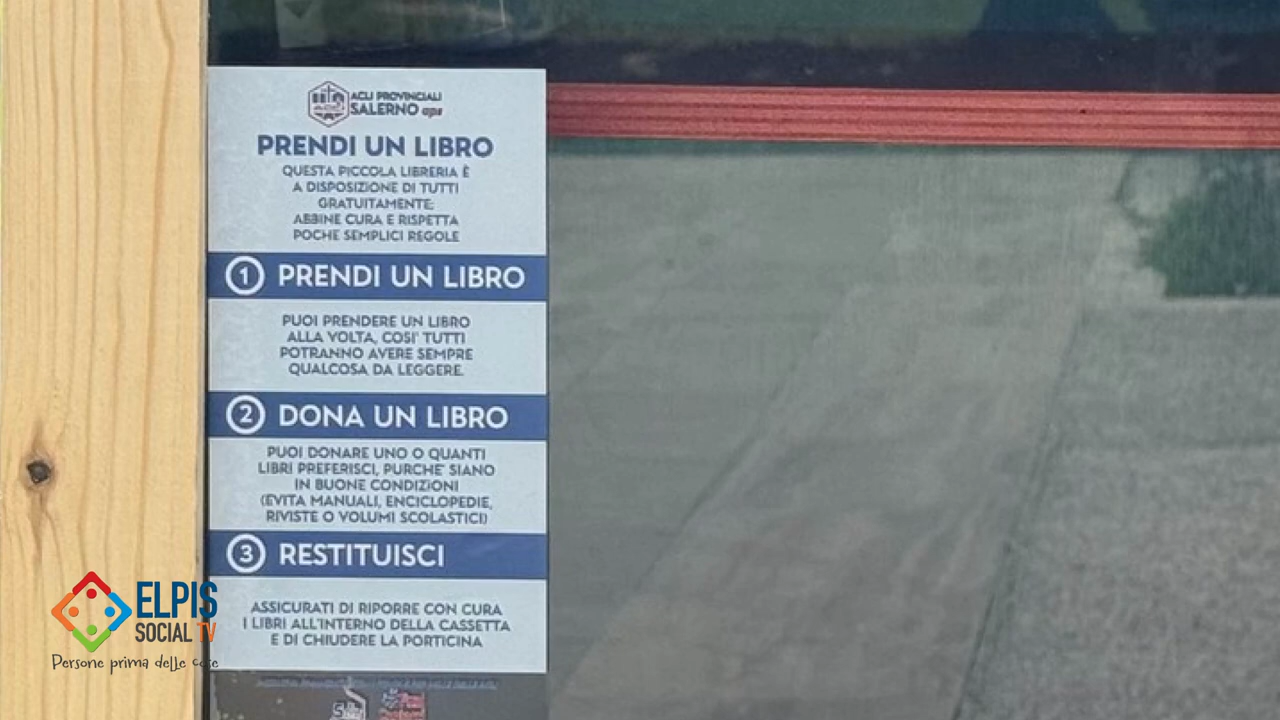 ACLI PROVINCIALI
SALERNO aps
PRENDI UN LIBRO
QUESTA PICCOLA LIBRERIA È
A DISPOSIZIONE DI TUTTI
GRATUITAMENTE;
ABBINE CURA E RISPETTA
POCHE SEMPLICI REGOLE
1 PRENDI UN LIBRO
PUOI PRENDERE UN LIBRO
ALLA VOLTA, COSI' TUTTI
POTRANNO AVERE SEMPRE
QUALCOSA DA LEGGERE.
2 DONA UN LIBRO
PUOI DONARE UNO O QUANTI
LIBRI PREFERISCI, PURCHE' SIANO
IN BUONE CONDIZIONI
(EVITA MANUALI, ENCICLOPEDIE,
RIVISTE O VOLUMI SCOLASTICI)
3 RESTITUISCI
ASSICURATI DI RIPORRE CON CURA
I LIBRI ALL'INTERNO DELLA CASSETTA
E DI CHIUDERE LA PORTICINA
ELPIS
SOCIAL TV
Persone prima delle cose